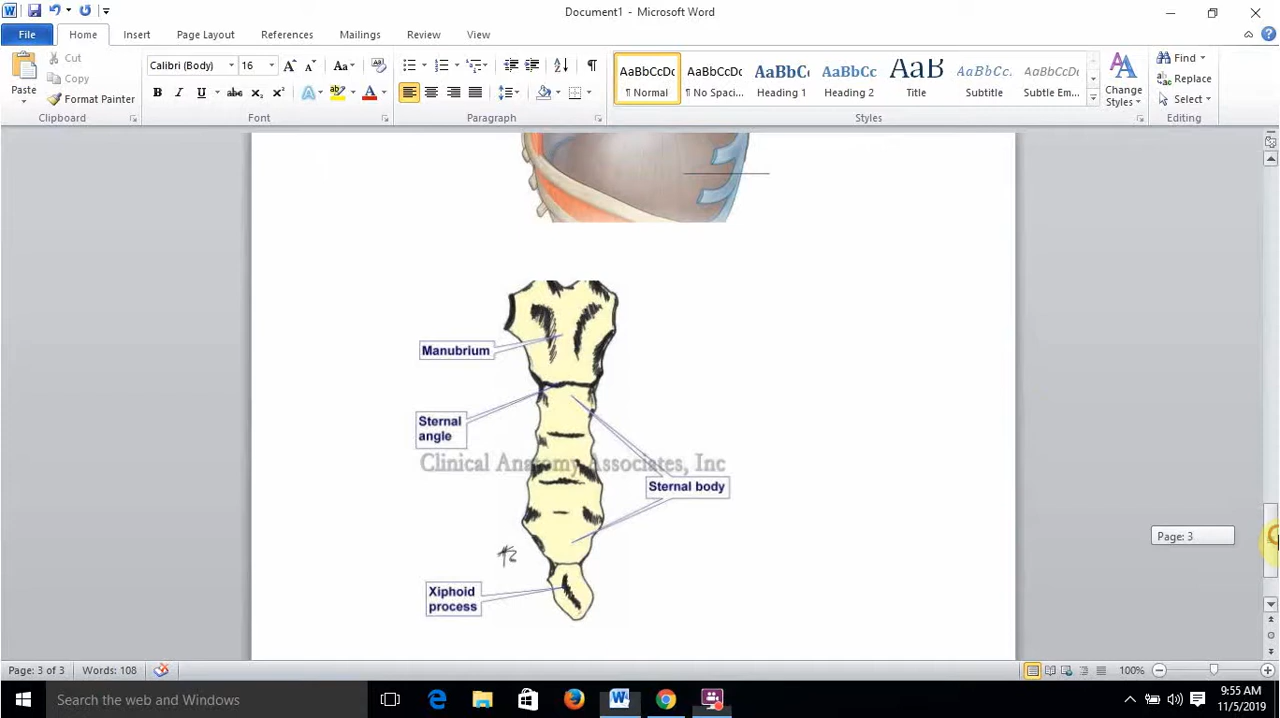 Document1 - Microsoft Word
File Home Insert Page Layout References Mailings Review View
Paste
Cut
Copy
Format Painter
Clipboard
Calibri (Body) 16
Font
Paragraph
AaBbCcDc AaBbCcDc AaBbC AaBbCc AaB AaBbCc. AaBbCcDc
¶ Normal ¶ No Spaci... Heading 1 Heading 2 Title Subtitle Subtle Em...
Styles
Change
Styles
Find
Replace
Select
Editing
Manubrium
Sternal
angle
Clinical Anatomy Associates, Inc
Sternal body
Xiphoid
process
Page: 3
Page: 3 of 3 Words: 108 100%
Search the web and Windows
9:55 AM
11/5/2019